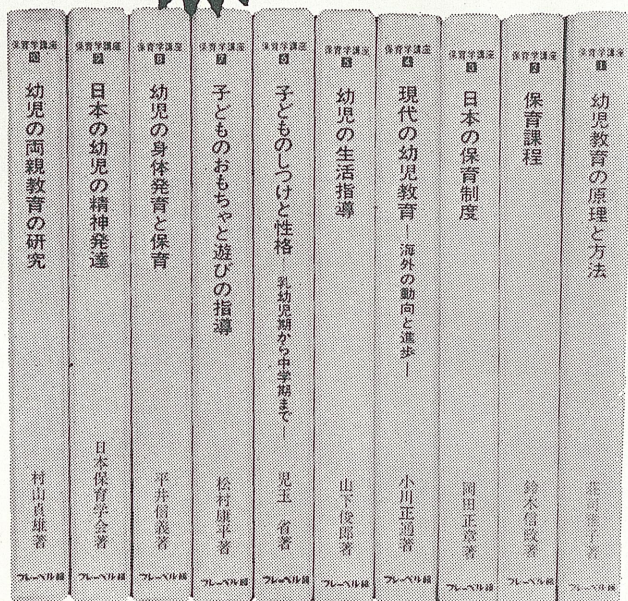 保育学講座
1
幼児教育の原理と方法
荘司雅子著
フレーベル館
保育学講座
2
保育課程
鈴木信政著
フレーベル館
保育学講座
3
日本の保育制度
岡田正章著
フレーベル館
保育学講座
4
現代の幼児教育
―海外の動向と進歩―
小川正通著
フレーベル館
保育学講座
5
幼児の生活指導
山下俊郎著
フレーベル館
保育学講座
6
子どものしつけと性格
―乳幼児期から中学期まで―
児玉 省著
フレーベル館
保育学講座
7
子どものおもちゃと遊びの指導
松村康平著
フレーベル館
保育学講座
8
幼児の身体発育と保育
平井信義著
フレーベル館
保育学講座
9
日本の幼児の精神発達
日本保育学会著
フレーベル館
保育学講座
10
幼児の両親教育の研究
村山貞雄著
フレーベル館